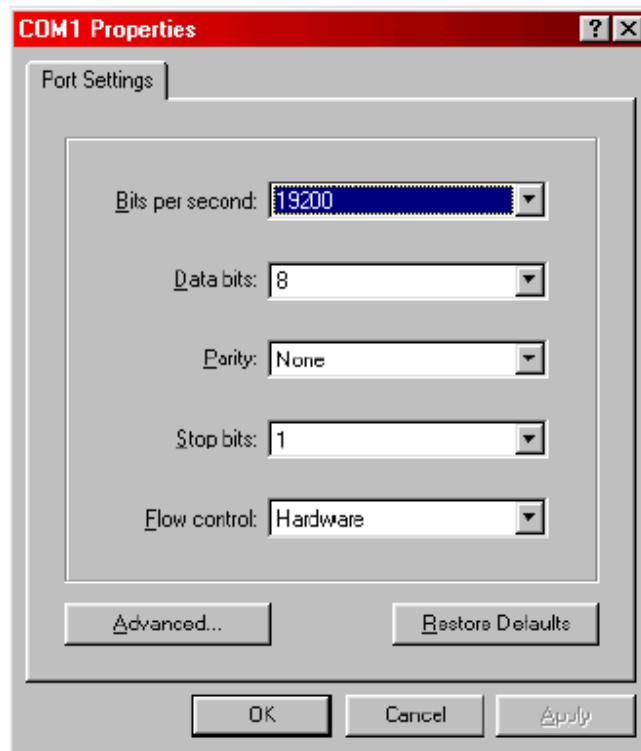 COM1 Properties
Port Settings
Bits per second: 19200
Data bits: 8
Parity: None
Stop bits: 1
Flow control: Hardware
Advanced... Restore Defaults
OK Cancel Apply